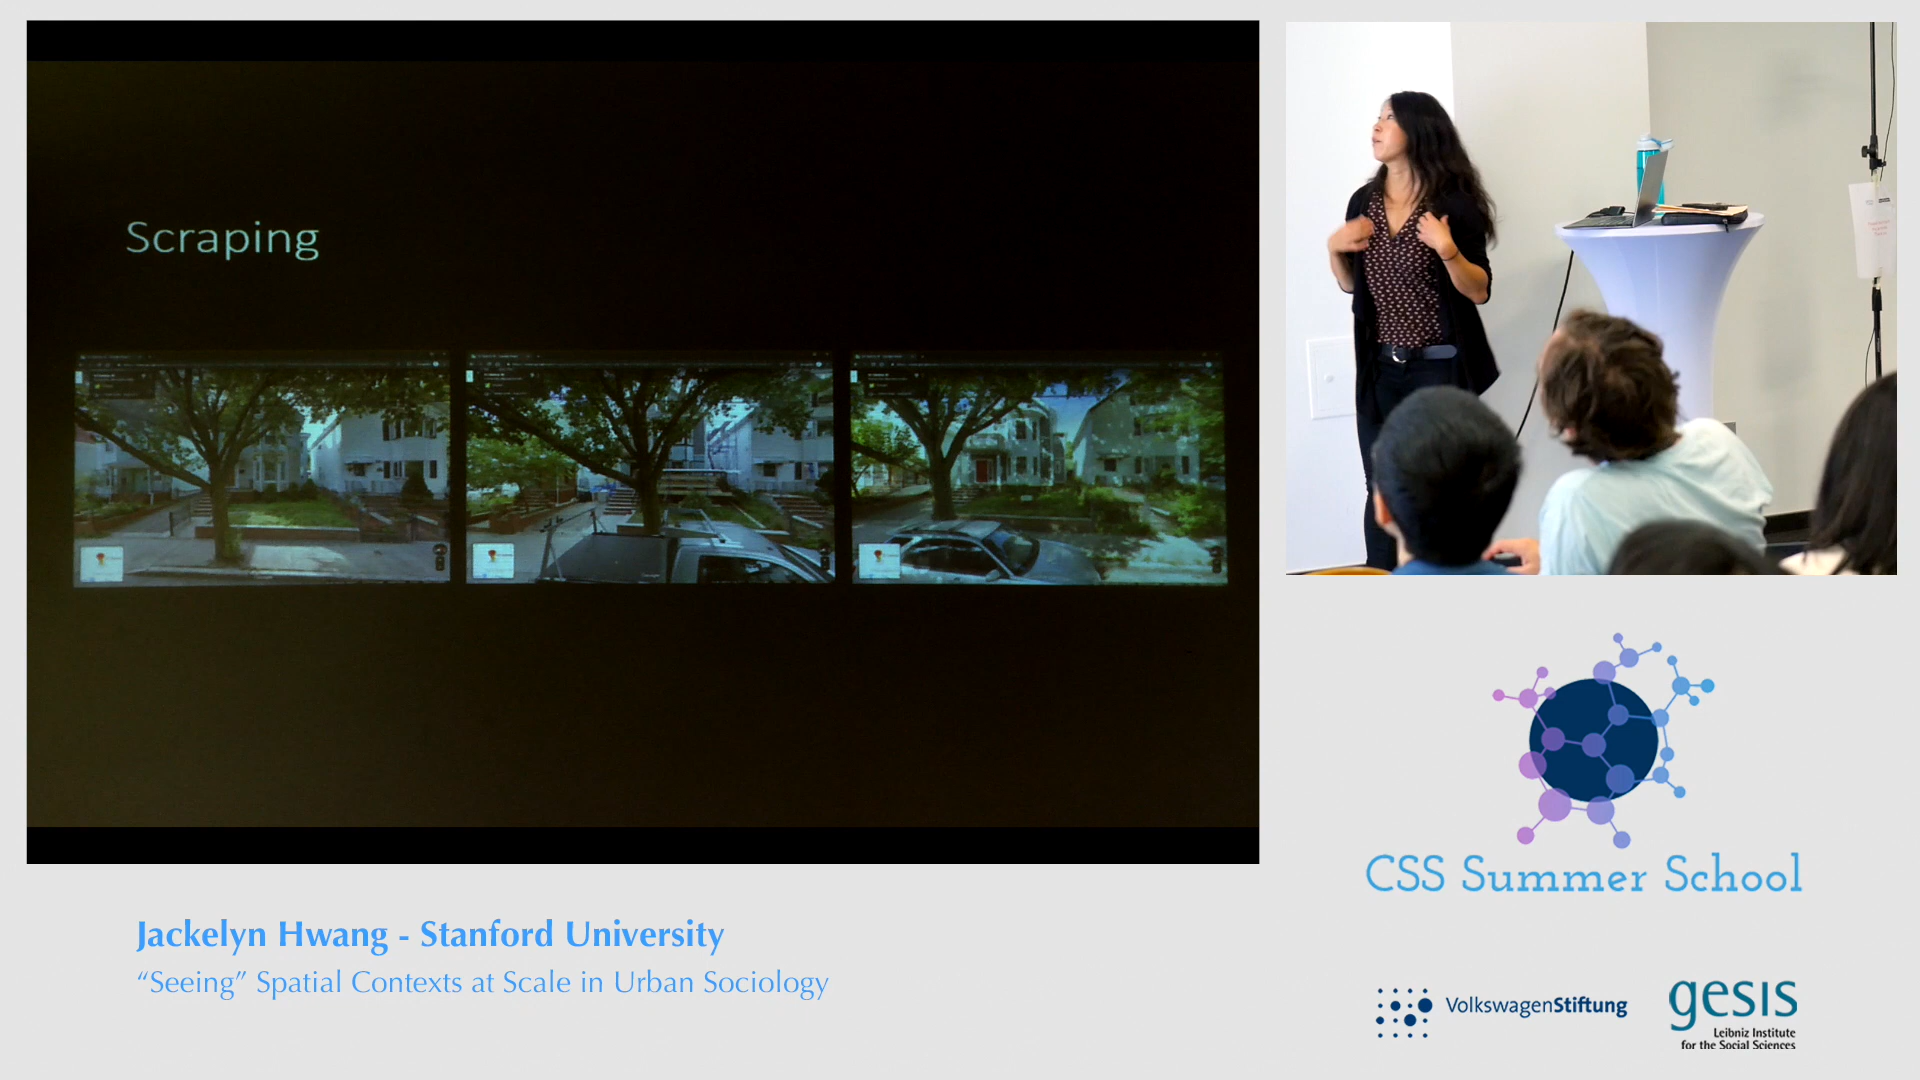 Scraping
Jackelyn Hwang - Stanford University
“Seeing” Spatial Contexts at Scale in Urban Sociology
CSS Summer School
VolkswagenStiftung
gesis
Leibniz Institute
for the Social Sciences